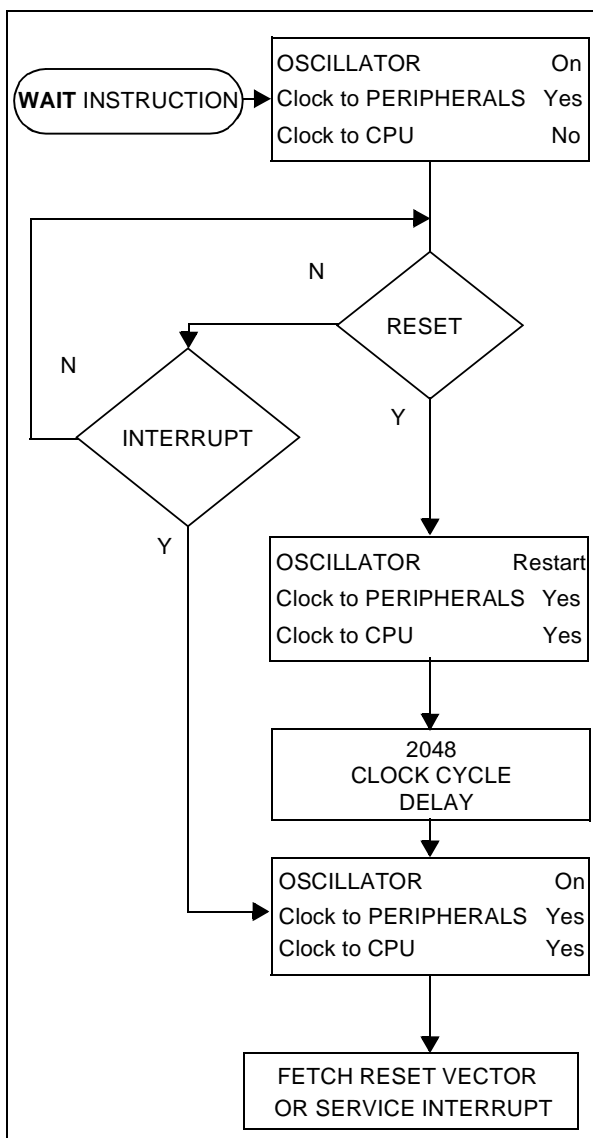 WAIT INSTRUCTION
OSCILLATOR On
Clock to PERIPHERALS Yes
Clock to CPU No
N
RESET
N
INTERRUPT
Y
Y
OSCILLATOR Restart
Clock to PERIPHERALS Yes
Clock to CPU Yes
2048
CLOCK CYCLE
DELAY
OSCILLATOR On
Clock to PERIPHERALS Yes
Clock to CPU Yes
FETCH RESET VECTOR
OR SERVICE INTERRUPT